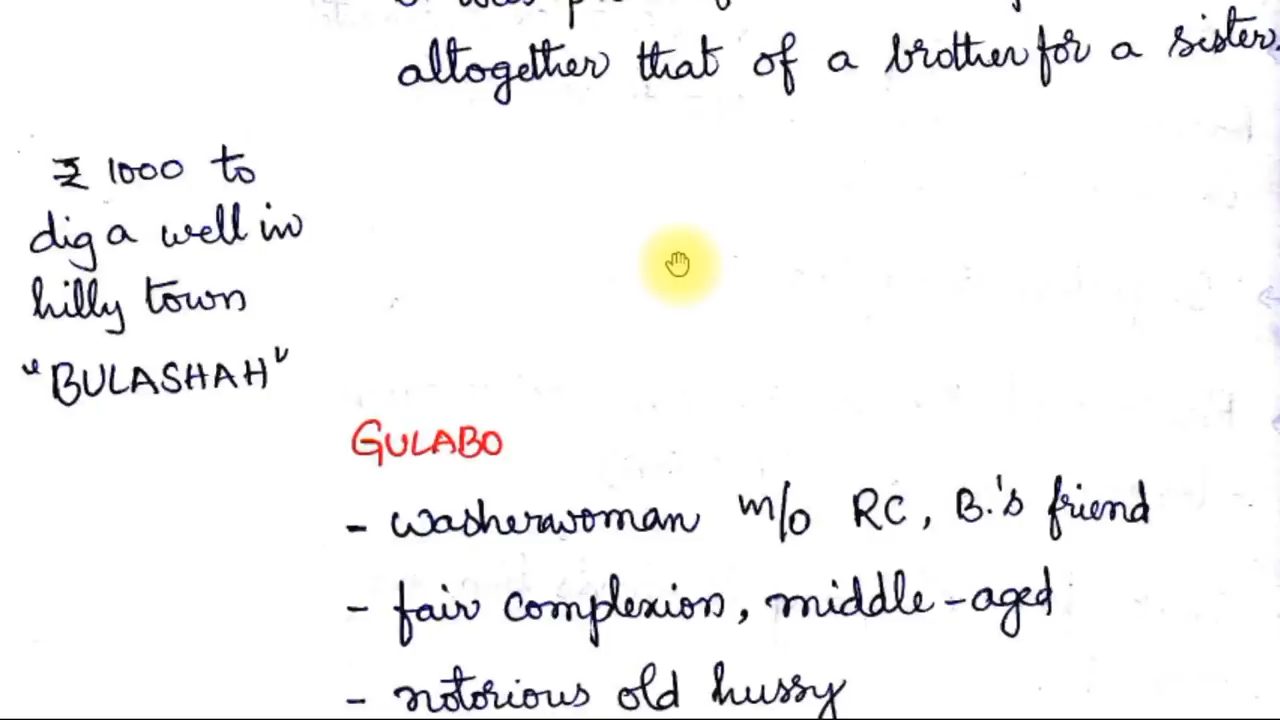 altogether that of a brother for a sister.
₹ 1000 to
dig a well in
hilly town
"BULASHAH"
GULABO
- washerwoman m/o RC, B.'s friend
- fair complexion, middle-aged
- notorious old hussy